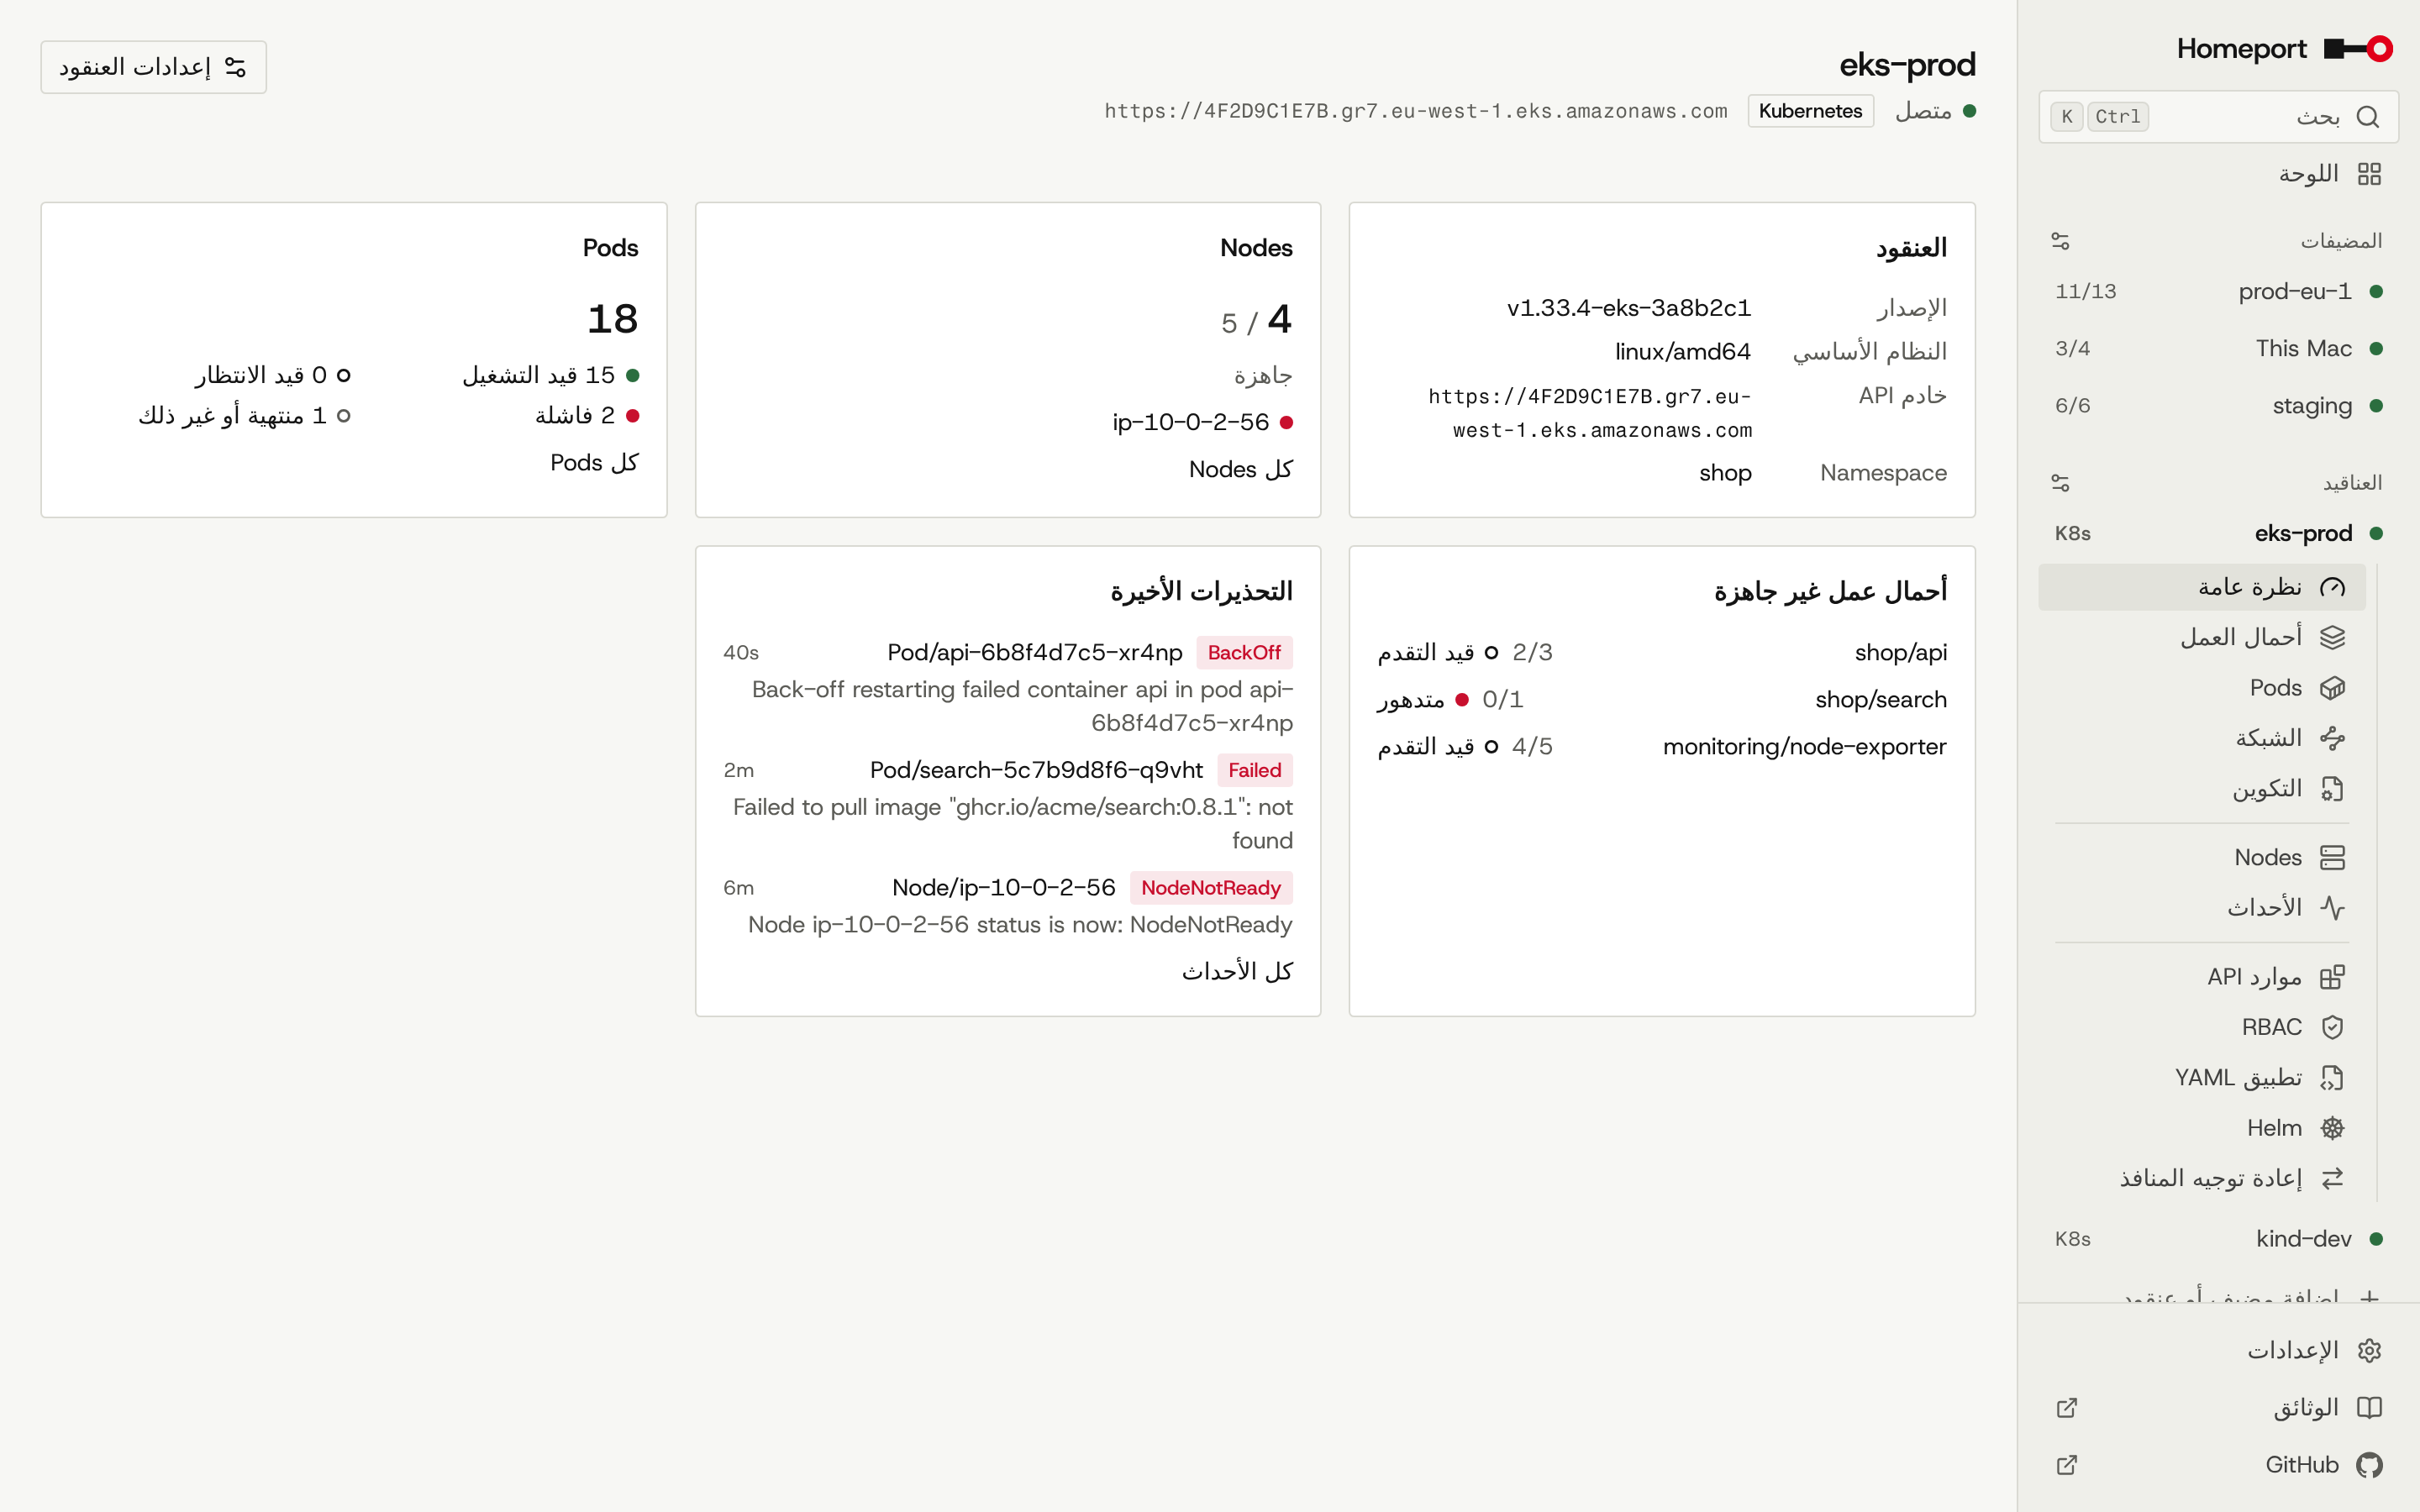 Homeport
بحث
Ctrl K
اللوحة
المضيفات
prod-eu-1 11/13
This Mac 3/4
staging 6/6
العناقيد
eks-prod K8s
نظرة عامة
أحمال العمل
Pods
الشبكة
التكوين
Nodes
الأحداث
موارد API
RBAC
تطبيق YAML
Helm
إعادة توجيه المنافذ
kind-dev K8s
إضافة مضيف أو عنقود
الإعدادات
الوثائق
GitHub
eks-prod
متصل Kubernetes https://4F2D9C1E7B.gr7.eu-west-1.eks.amazonaws.com
إعدادات العنقود
العنقود
الإصدار v1.33.4-eks-3a8b2c1
النظام الأساسي linux/amd64
خادم API https://4F2D9C1E7B.gr7.eu-
west-1.eks.amazonaws.com
Namespace shop
Nodes
4 / 5
جاهزة
ip-10-0-2-56
كل Nodes
Pods
18
15 قيد التشغيل
0 قيد الانتظار
2 فاشلة
1 منتهية أو غير ذلك
كل Pods
أحمال عمل غير جاهزة
shop/api 2/3 قيد التقدم
shop/search 0/1 متدهور
monitoring/node-exporter 4/5 قيد التقدم
التحذيرات الأخيرة
BackOff Pod/api-6b8f4d7c5-xr4np 40s
Back-off restarting failed container api in pod api-
6b8f4d7c5-xr4np
Failed Pod/search-5c7b9d8f6-q9vht 2m
Failed to pull image "ghcr.io/acme/search:0.8.1": not
found
NodeNotReady Node/ip-10-0-2-56 6m
Node ip-10-0-2-56 status is now: NodeNotReady
كل الأحداث